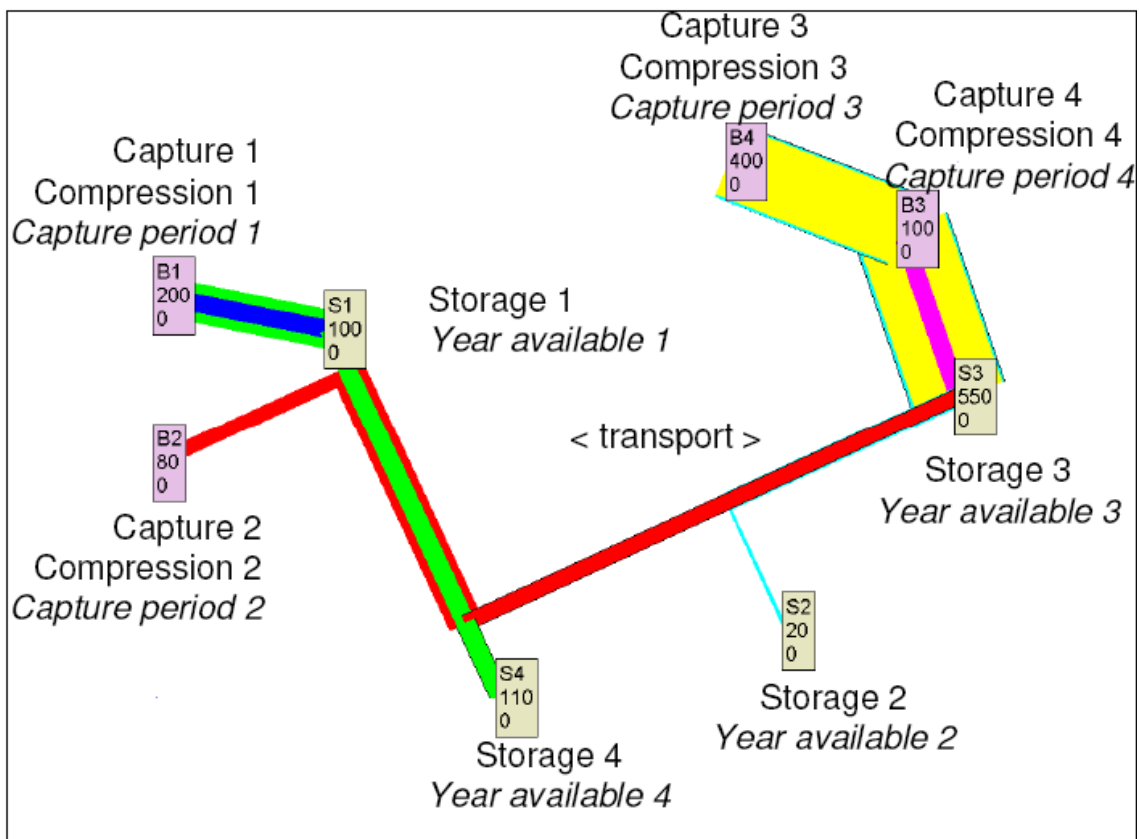 Capture 3
Compression 3
Capture period 3
Capture 4
Compression 4
Capture period 4
B4
400
0
B3
100
0
Capture 1
Compression 1
Capture period 1
B1
200
0
S1
100
0
Storage 1
Year available 1
B2
80
0
Capture 2
Compression 2
Capture period 2
< transport >
S3
550
0
Storage 3
Year available 3
S2
20
0
Storage 2
Year available 2
S4
110
0
Storage 4
Year available 4